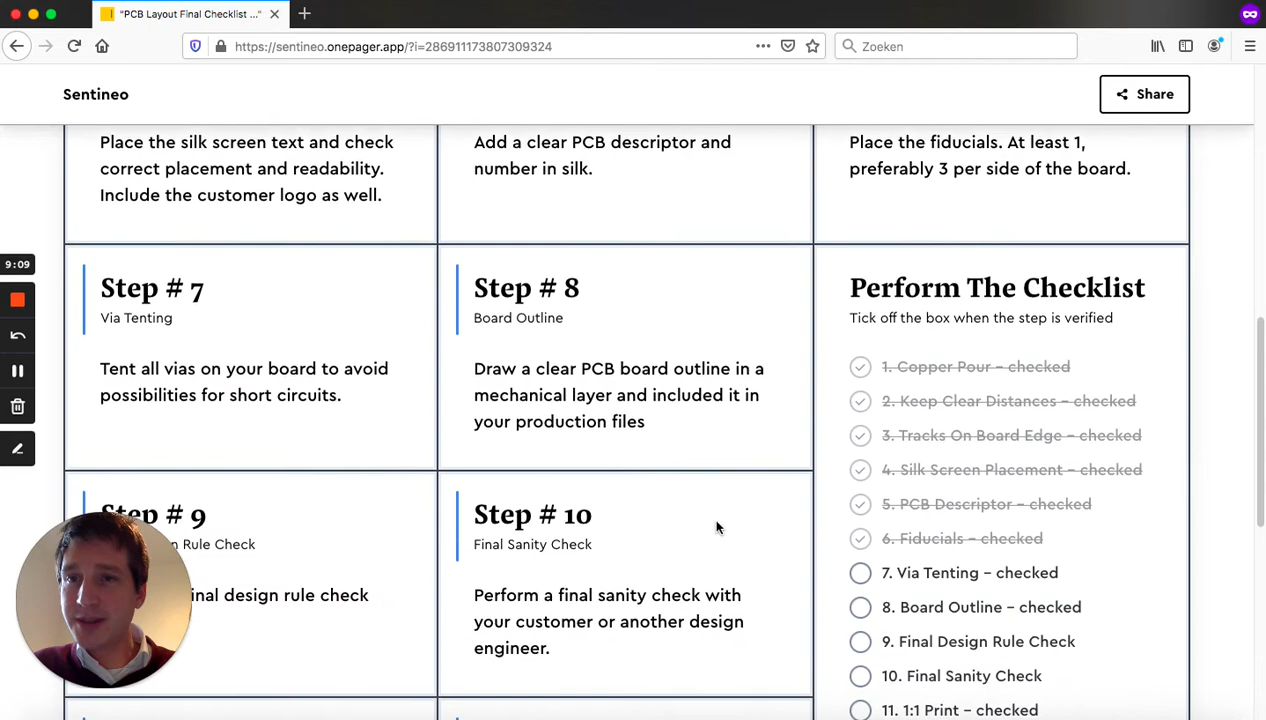 "PCB Layout Final Checklist ..."
https://sentineo.onepager.app/?i=286911173807309324
Zoeken
Sentineo
Share
Place the silk screen text and check
correct placement and readability.
Include the customer logo as well.
Add a clear PCB descriptor and
number in silk.
Place the fiducials. At least 1,
preferably 3 per side of the board.
9:09
Step # 7
Via Tenting
Tent all vias on your board to avoid
possibilities for short circuits.
Step # 8
Board Outline
Draw a clear PCB board outline in a
mechanical layer and included it in
your production files
Step # 9
n Rule Check
inal design rule check
Step # 10
Final Sanity Check
Perform a final sanity check with
your customer or another design
engineer.
Perform The Checklist
Tick off the box when the step is verified
1. Copper Pour – checked
2. Keep Clear Distances – checked
3. Tracks On Board Edge – checked
4. Silk Screen Placement – checked
5. PCB Descriptor – checked
6. Fiducials – checked
7. Via Tenting – checked
8. Board Outline – checked
9. Final Design Rule Check
10. Final Sanity Check
11. 1:1 Print – checked